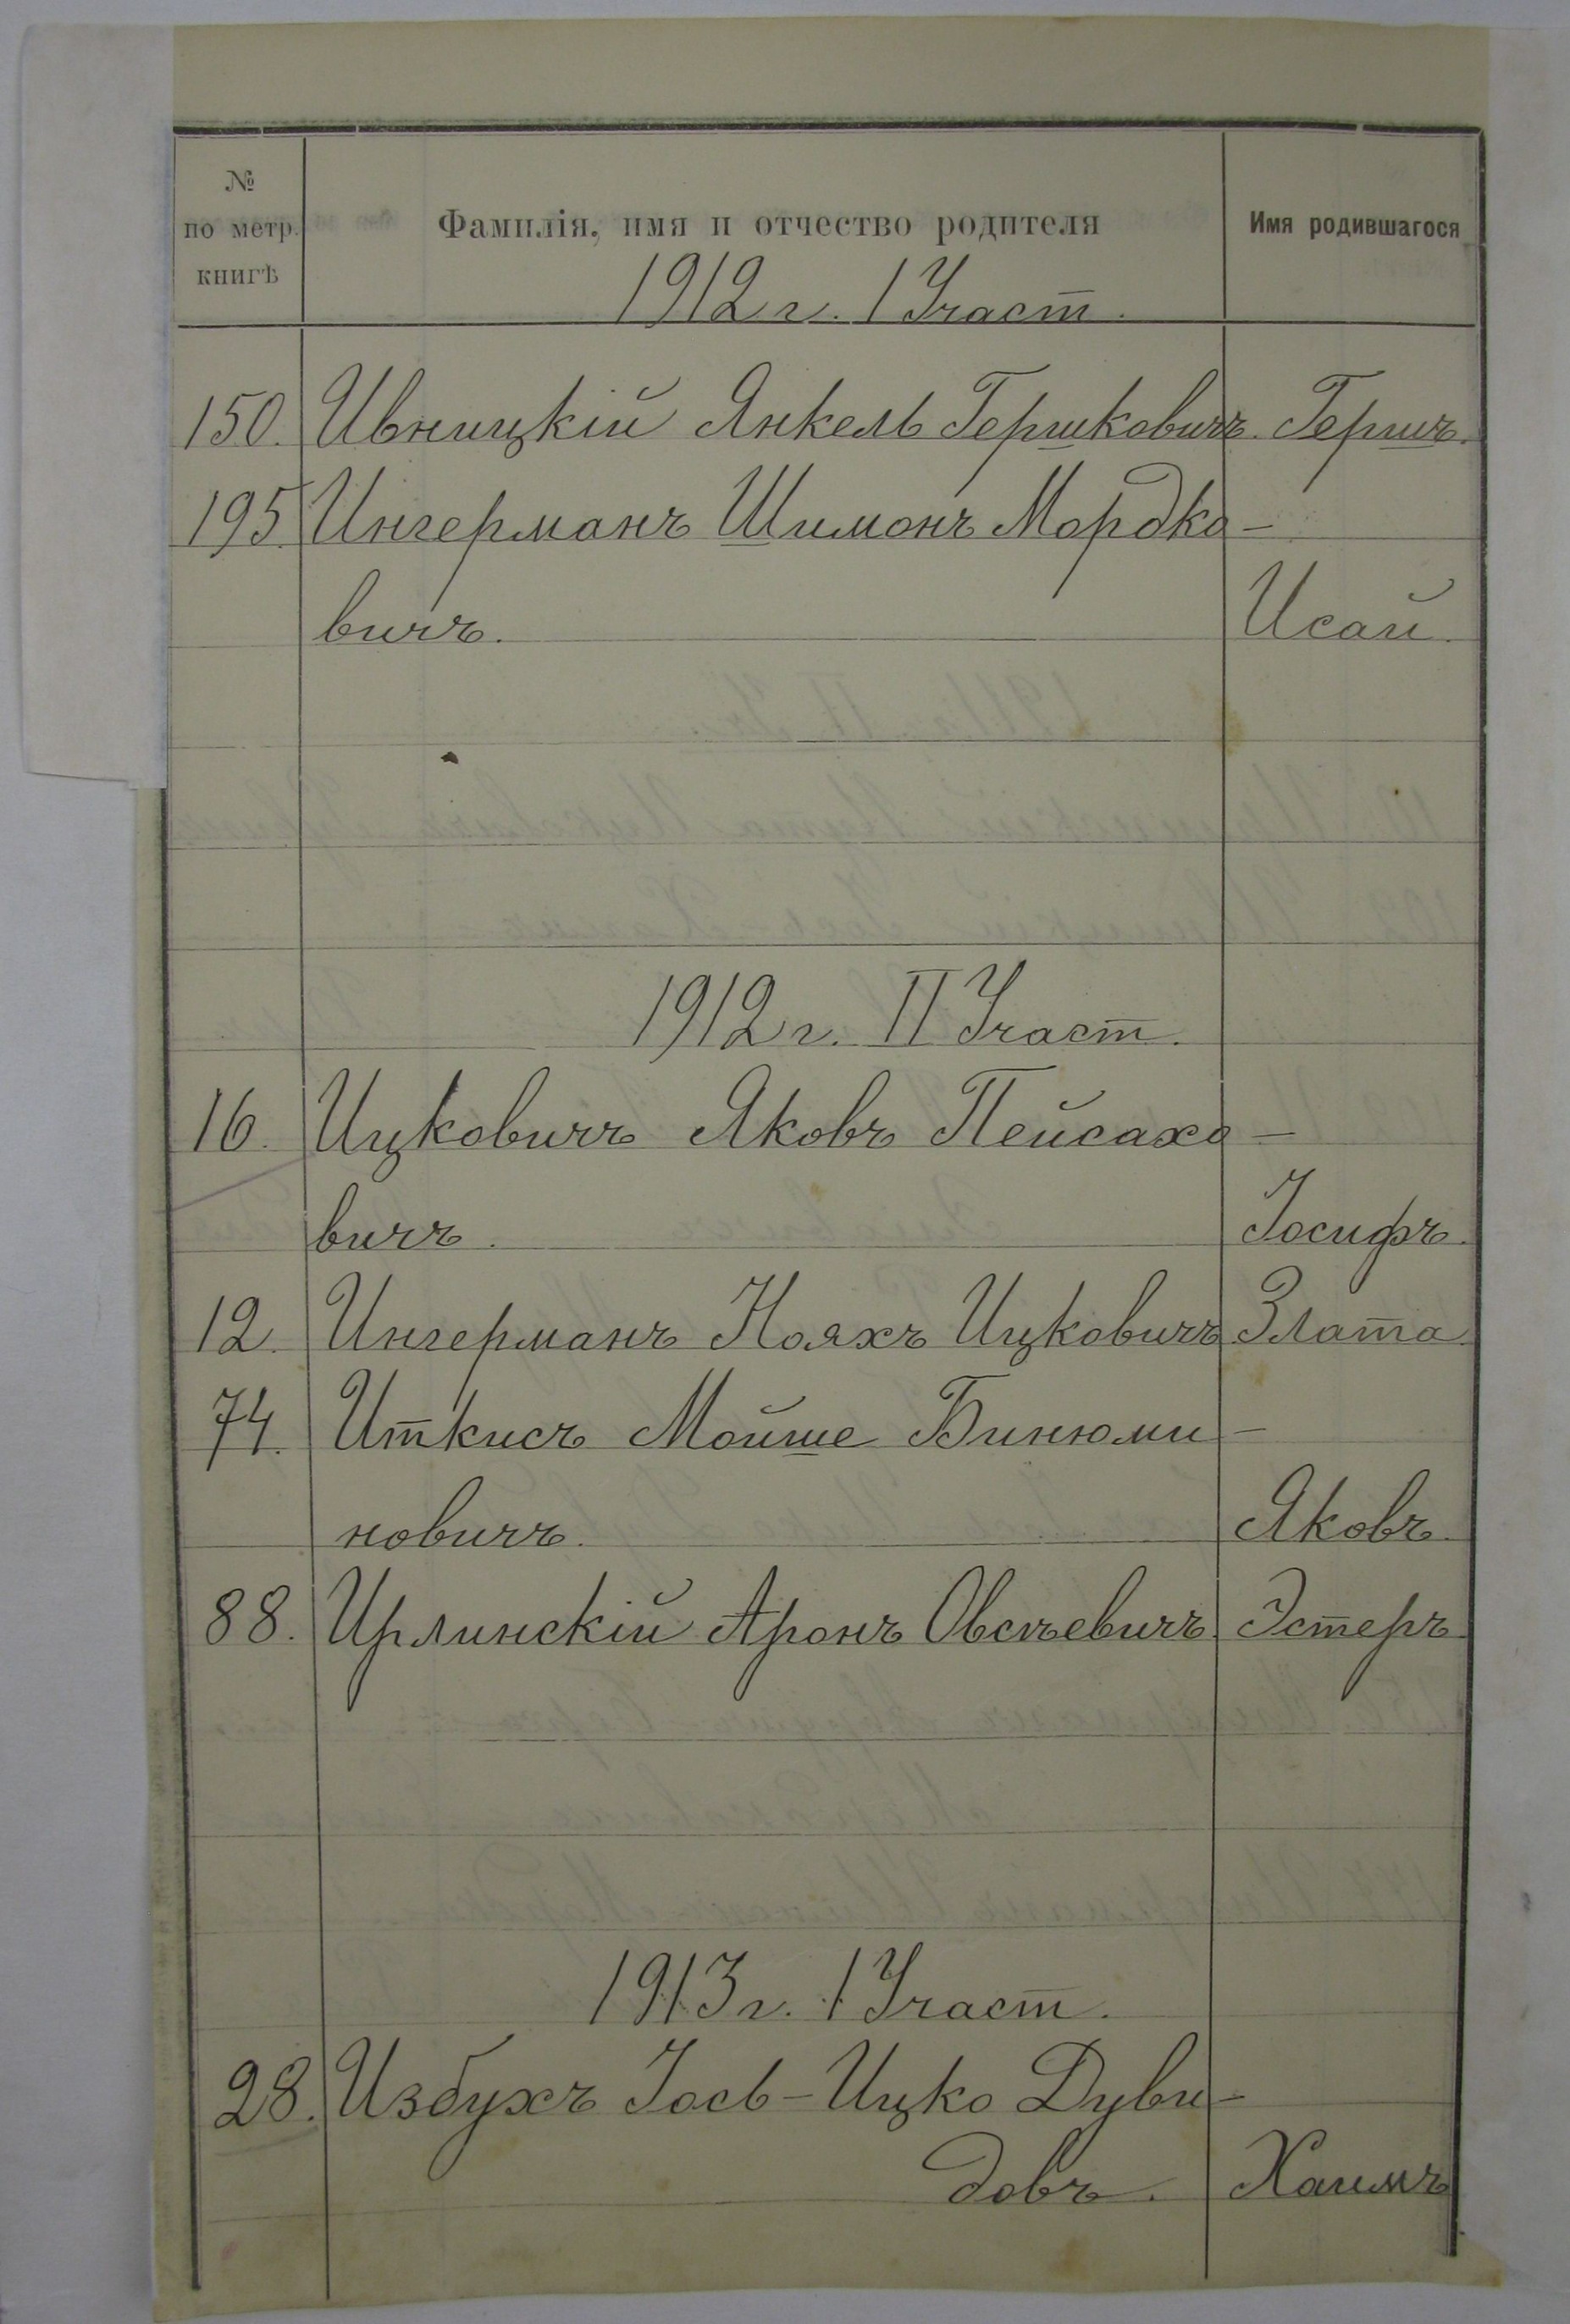 № по метр. книгѣ Фамилія, имя и отчество родителя Имя родившагося
1912 г. I Участ.
150. Ивницкій Янкель Гершковичъ. Гершъ.
195. Ингерманъ Шимонъ Мордко-
вичъ. Исай.
1912 г. II Участ.
16. Ицковичъ Яковъ Пейсахо-
вичъ. Іосифъ.
12. Ингерманъ Нояхъ Ицковичъ Злата.
74. Иткисъ Мойше Бинюми-
новичъ. Яковъ.
88. Ирлинскій Аронъ Овсѣевичъ. Эстеръ.
1913 г. I Участ.
28. Избухъ Іось-Ицко Дуви-
довъ. Хаимъ